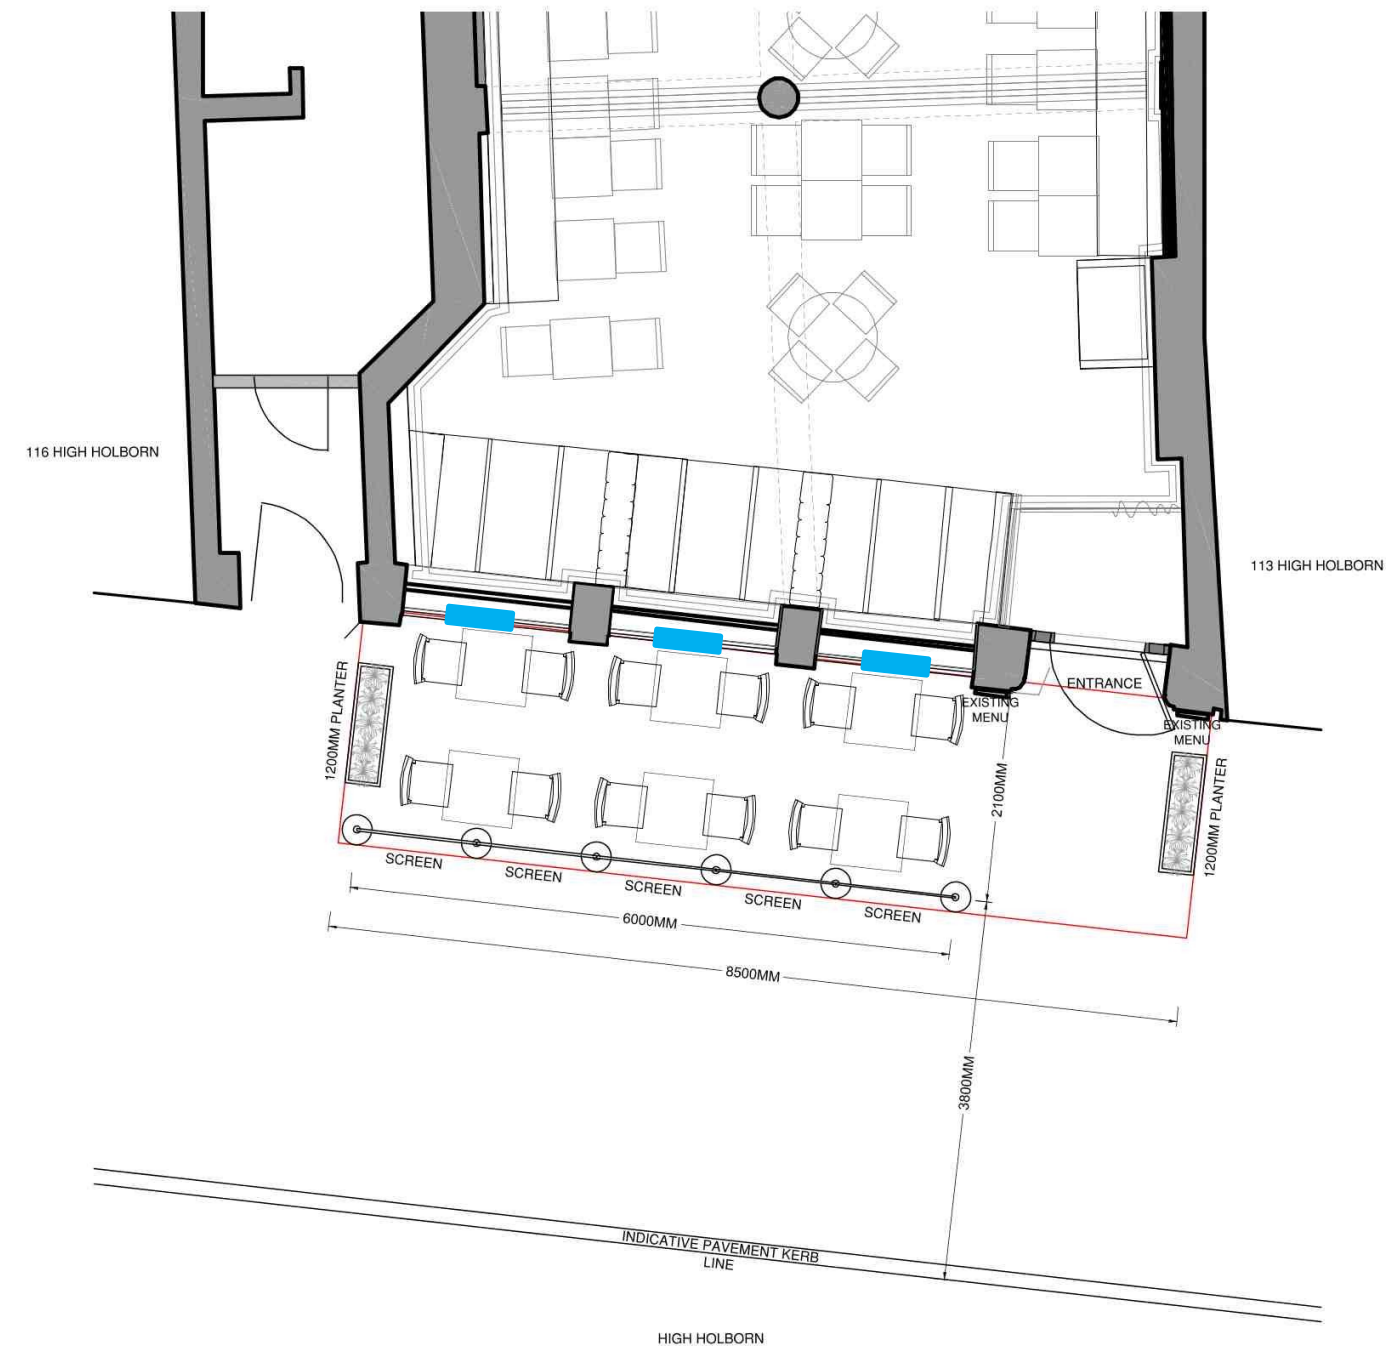 116 HIGH HOLBORN
113 HIGH HOLBORN
ENTRANCE
EXISTING
MENU
EXISTING
MENU
1200MM PLANTER
1200MM PLANTER
2100MM
SCREEN
SCREEN
SCREEN
SCREEN
SCREEN
6000MM
8500MM
3800MM
INDICATIVE PAVEMENT KERB
LINE
HIGH HOLBORN